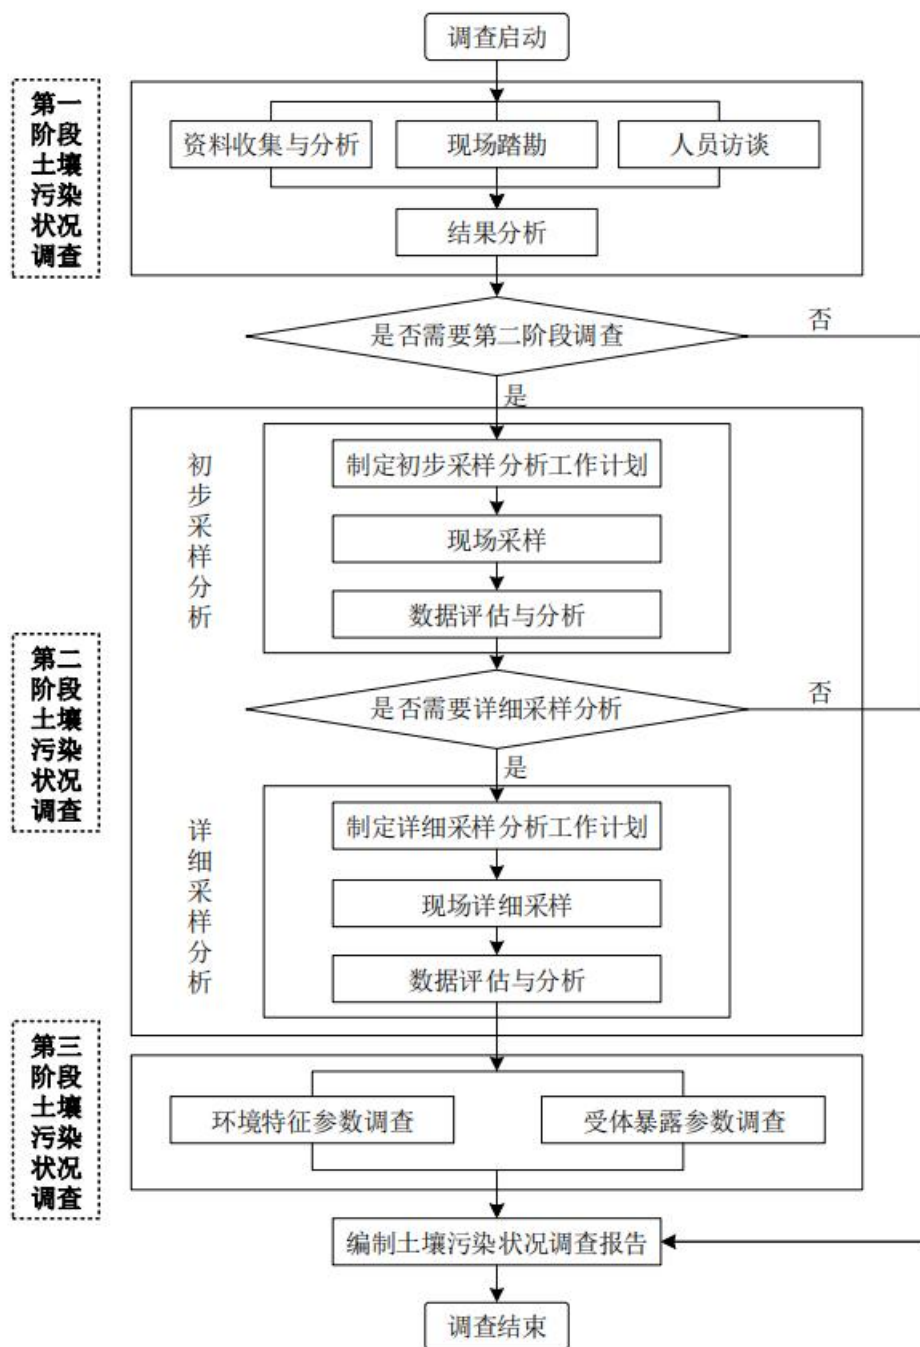 调查启动
第一
阶段
土壤
污染
状况
调查
资料收集与分析
现场踏勘
人员访谈
结果分析
是否需要第二阶段调查
否
是
第二
阶段
土壤
污染
状况
调查
初步采样分析
制定初步采样分析工作计划
现场采样
数据评估与分析
是否需要详细采样分析
否
是
详细采样分析
制定详细采样分析工作计划
现场详细采样
数据评估与分析
第三
阶段
土壤
污染
状况
调查
环境特征参数调查
受体暴露参数调查
编制土壤污染状况调查报告
调查结束